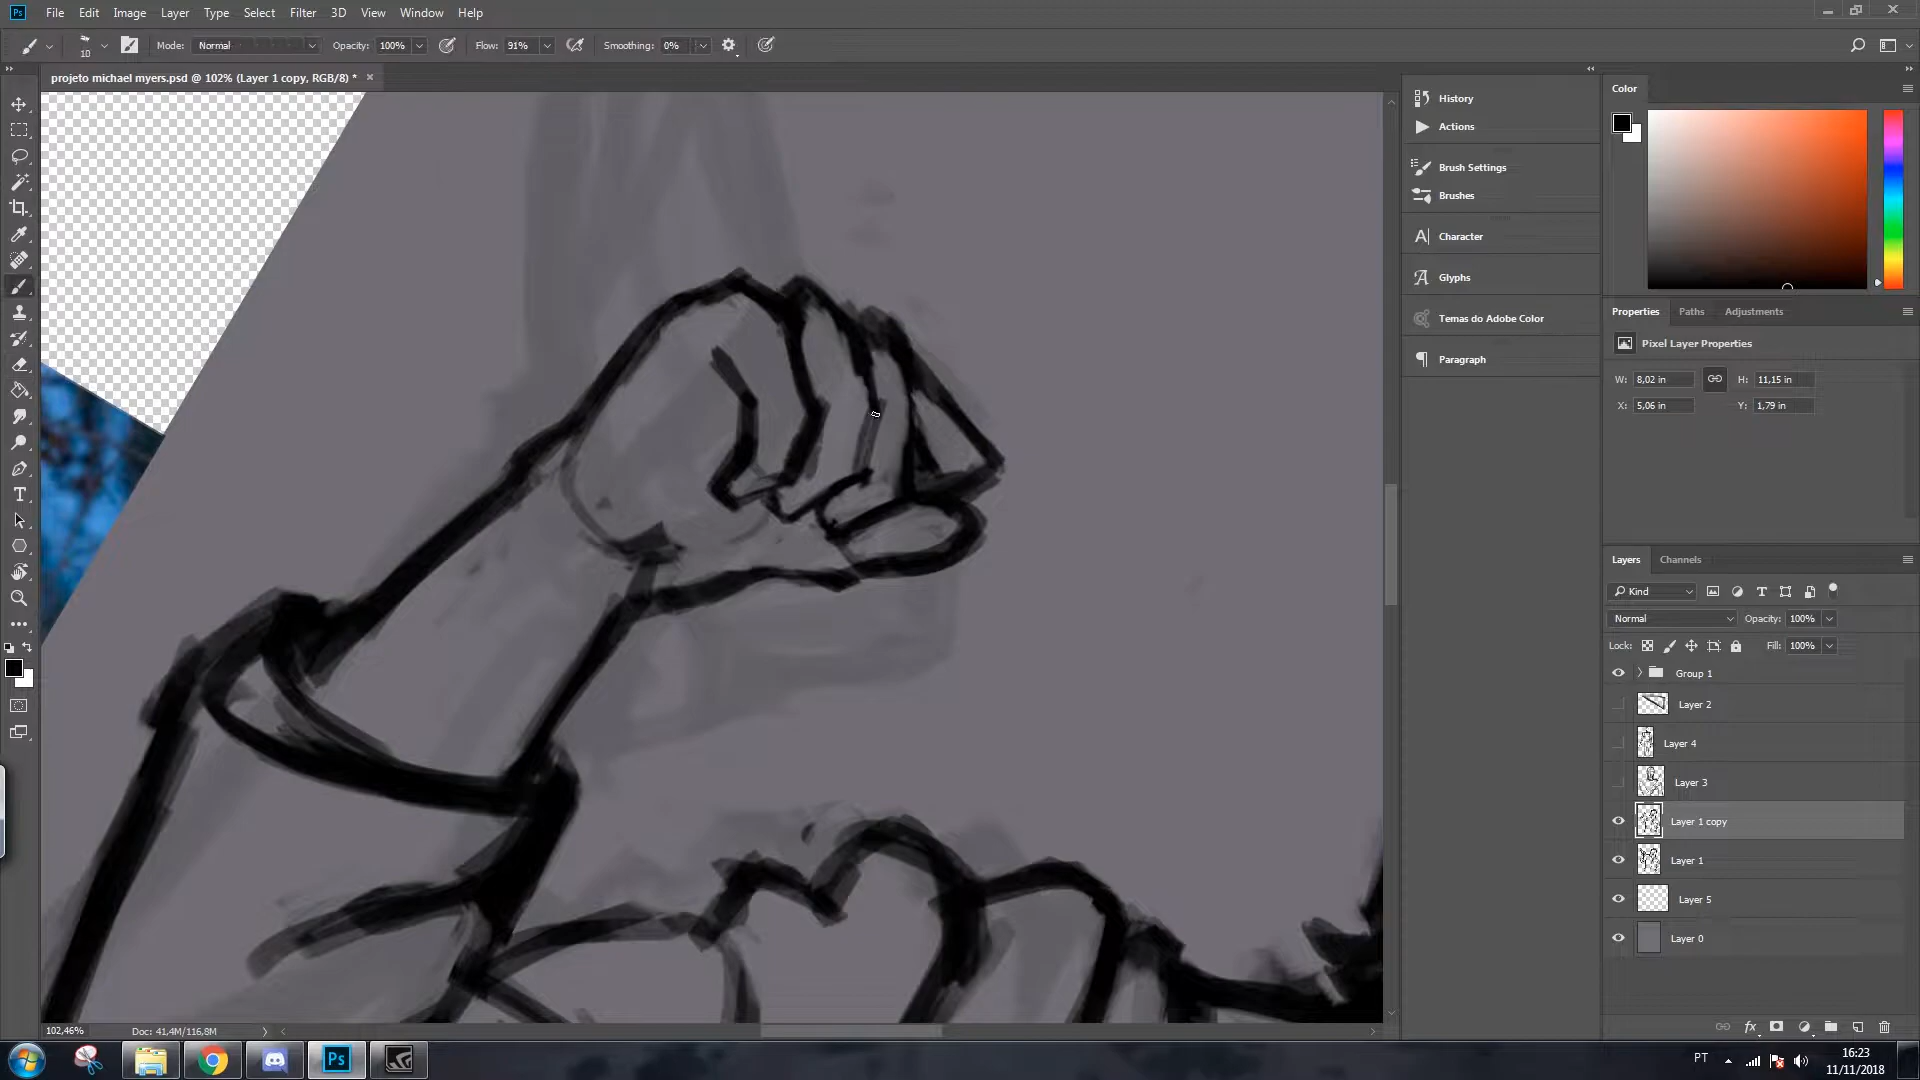 Ps File Edit Image Layer Type Select Filter 3D View Window Help
10 Mode: Normal Opacity: 100% Flow: 91% Smoothing: 0%
projeto michael myers.psd @ 102% (Layer 1 copy, RGB/8) *
History
Actions
Brush Settings
Brushes
Character
Glyphs
Temas do Adobe Color
Paragraph
Color
Properties Paths Adjustments
Pixel Layer Properties
W: 8,02 in H: 11,15 in
X: 5,06 in Y: 1,79 in
Layers Channels
Kind
Normal Opacity: 100%
Lock: Fill: 100%
Group 1
Layer 2
Layer 4
Layer 3
Layer 1 copy
Layer 1
Layer 5
Layer 0
102,46% Doc: 41,4M/116,8M
Ps
PT
16:23
11/11/2018